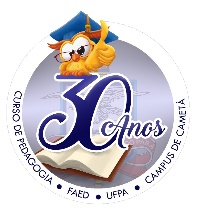 30 Anos
CURSO DE PEDAGOGIA • FAED • UFPA • CAMPUS DE CAMETÁ